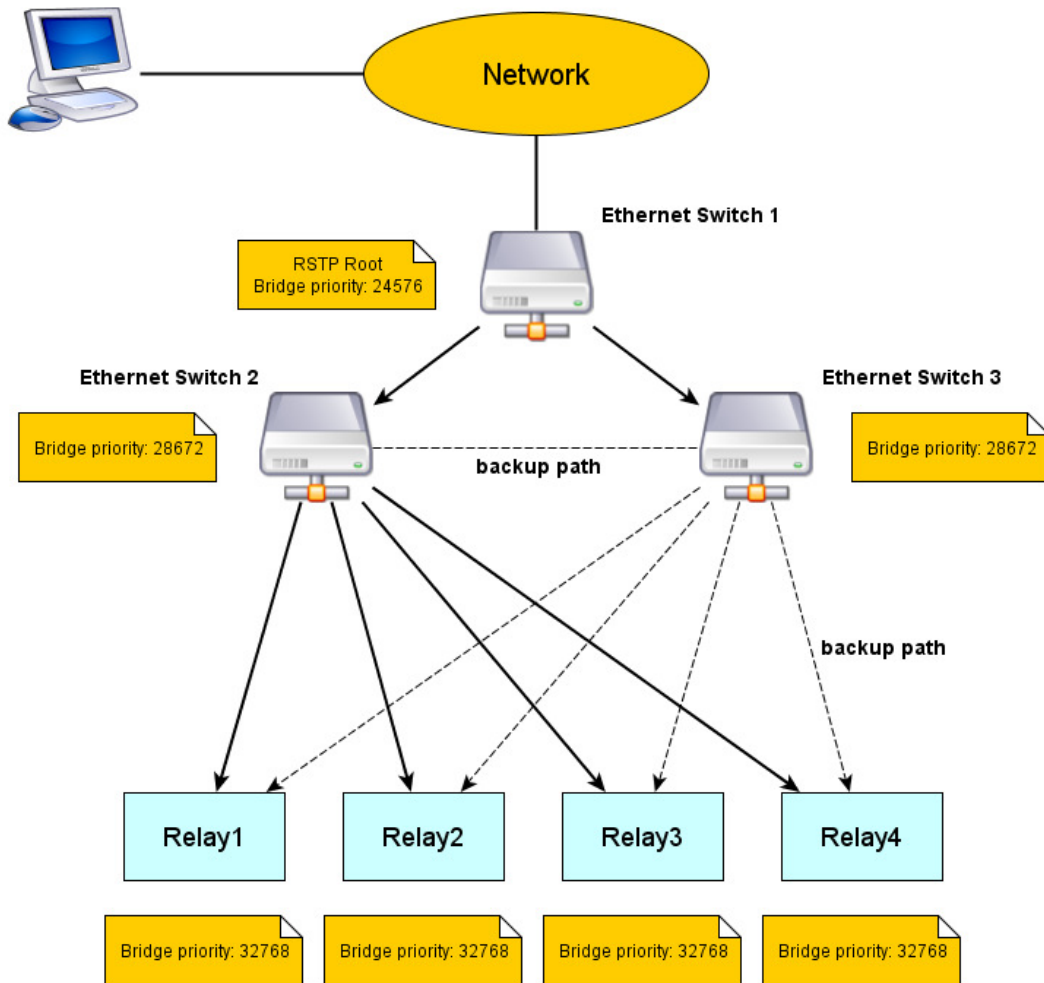 Network
Ethernet Switch 1
RSTP Root
Bridge priority: 24576
Ethernet Switch 2
Ethernet Switch 3
Bridge priority: 28672
Bridge priority: 28672
backup path
backup path
Relay1
Relay2
Relay3
Relay4
Bridge priority: 32768
Bridge priority: 32768
Bridge priority: 32768
Bridge priority: 32768